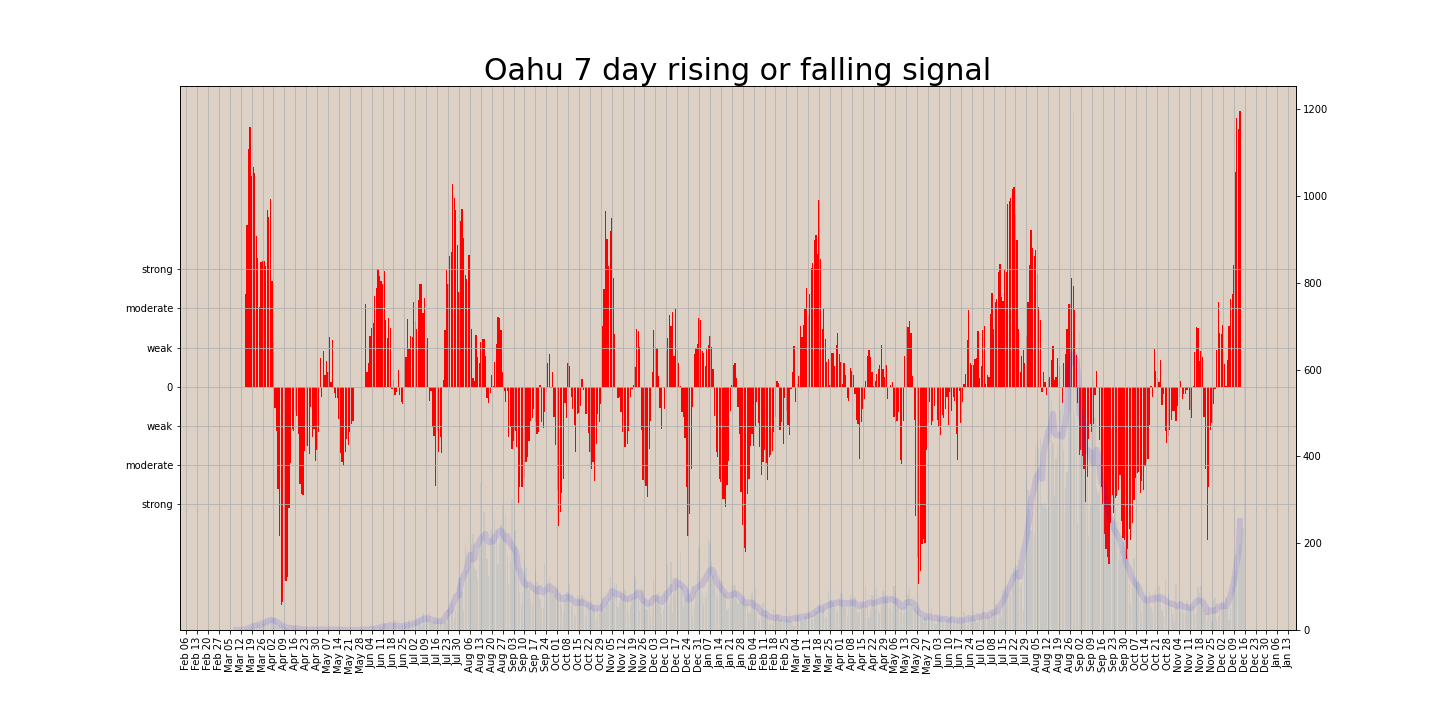 Oahu 7 day rising or falling signal
strong
moderate
weak
0
weak
moderate
strong
1200
1000
800
600
400
200
0
Feb 06
Feb 13
Feb 20
Feb 27
Mar 05
Mar 12
Mar 19
Mar 26
Apr 02
Apr 09
Apr 16
Apr 23
Apr 30
May 07
May 14
May 21
May 28
Jun 04
Jun 11
Jun 18
Jun 25
Jul 02
Jul 09
Jul 16
Jul 23
Jul 30
Aug 06
Aug 13
Aug 20
Aug 27
Sep 03
Sep 10
Sep 17
Sep 24
Oct 01
Oct 08
Oct 15
Oct 22
Oct 29
Nov 05
Nov 12
Nov 19
Nov 26
Dec 03
Dec 10
Dec 17
Dec 24
Dec 31
Jan 07
Jan 14
Jan 21
Jan 28
Feb 04
Feb 11
Feb 18
Feb 25
Mar 04
Mar 11
Mar 18
Mar 25
Apr 01
Apr 08
Apr 15
Apr 22
Apr 29
May 06
May 13
May 20
May 27
Jun 03
Jun 10
Jun 17
Jun 24
Jul 01
Jul 08
Jul 15
Jul 22
Jul 29
Aug 05
Aug 12
Aug 19
Aug 26
Sep 02
Sep 09
Sep 16
Sep 23
Sep 30
Oct 07
Oct 14
Oct 21
Oct 28
Nov 04
Nov 11
Nov 18
Nov 25
Dec 02
Dec 09
Dec 16
Dec 23
Dec 30
Jan 06
Jan 13